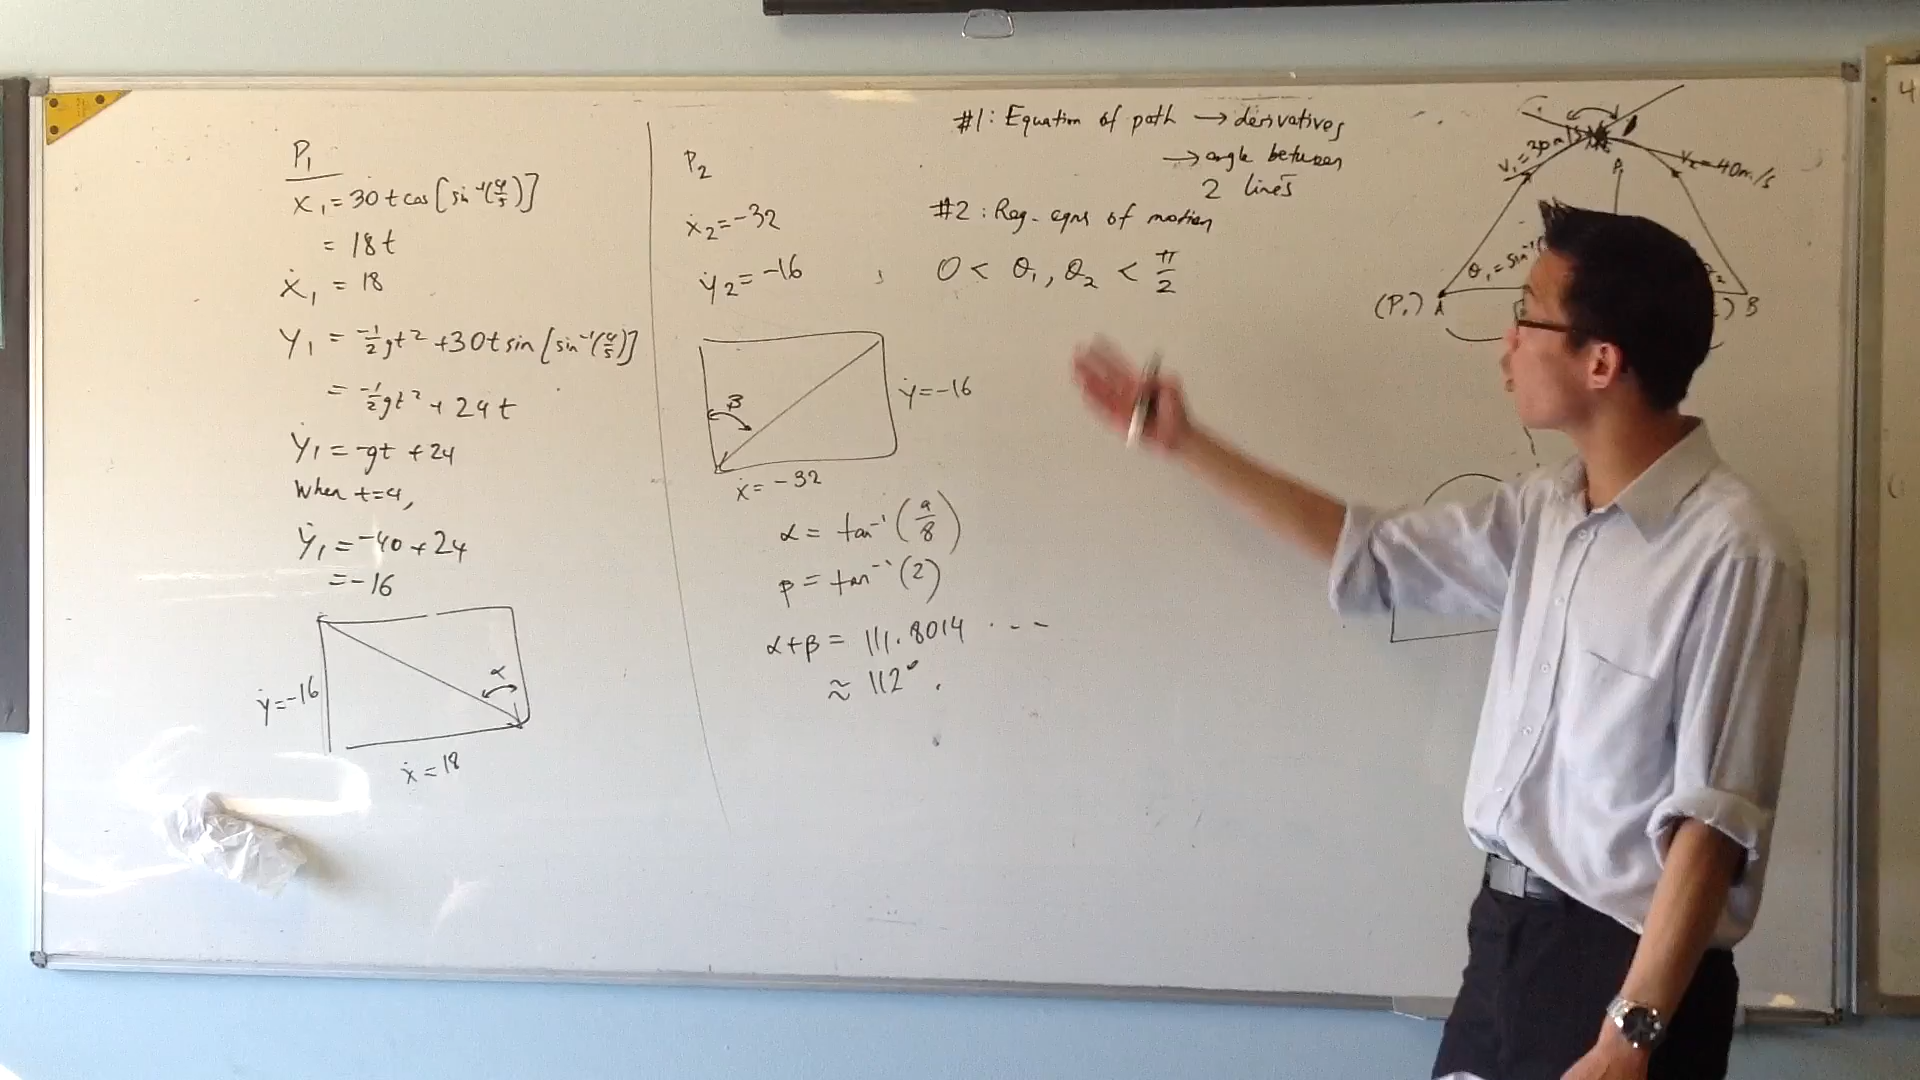 P₁
x₁ = 30 t cos [sin⁻¹(4/5)]
= 18t
ẋ₁ = 18
y₁ = -1/2 gt² + 30 t sin [sin⁻¹(4/5)]
= -1/2 gt² + 24t
ẏ₁ = -gt + 24
When t=4,
ẏ₁ = -40 + 24
= -16
α
ẏ = -16
ẋ = 18
P₂
ẋ₂ = -32
ẏ₂ = -16
β
ẏ = -16
ẋ = -32
α = tan⁻¹(9/8)
β = tan⁻¹(2)
α+β = 111.8014 ...
≈ 112°.
#1: Equation of path → derivatives
→ angle between
2 lines
#2: Reg. eqns of motion
0 < θ₁, θ₂ < π/2
V₁ = 30 m/s
V₂ = 40 m/s
θ₁ = sin⁻¹
(P₁) A
) B
4